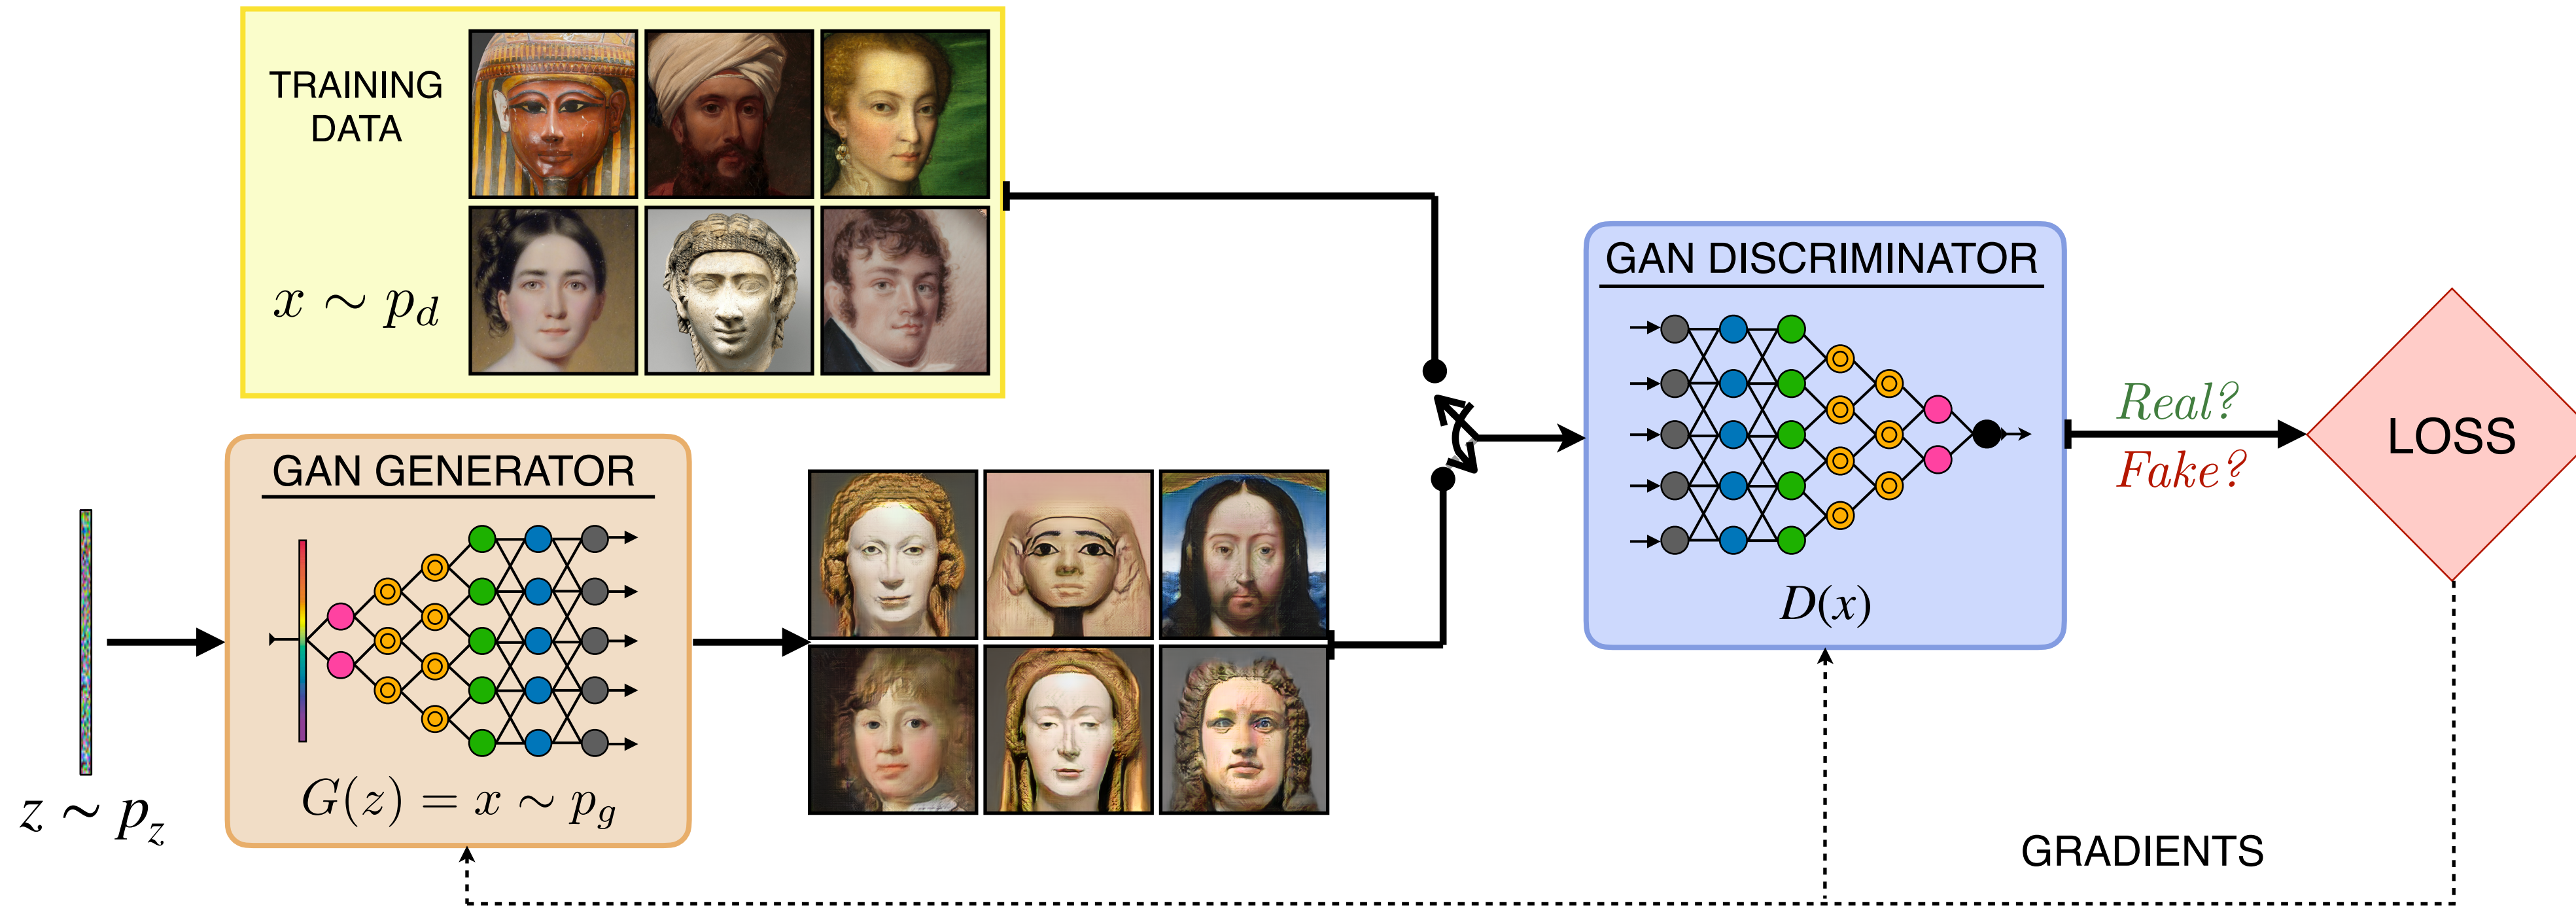 TRAINING
DATA
x ∼ p_d
GAN GENERATOR
G(z) = x ∼ p_g
z ∼ p_z
GAN DISCRIMINATOR
D(x)
Real?
Fake?
LOSS
GRADIENTS